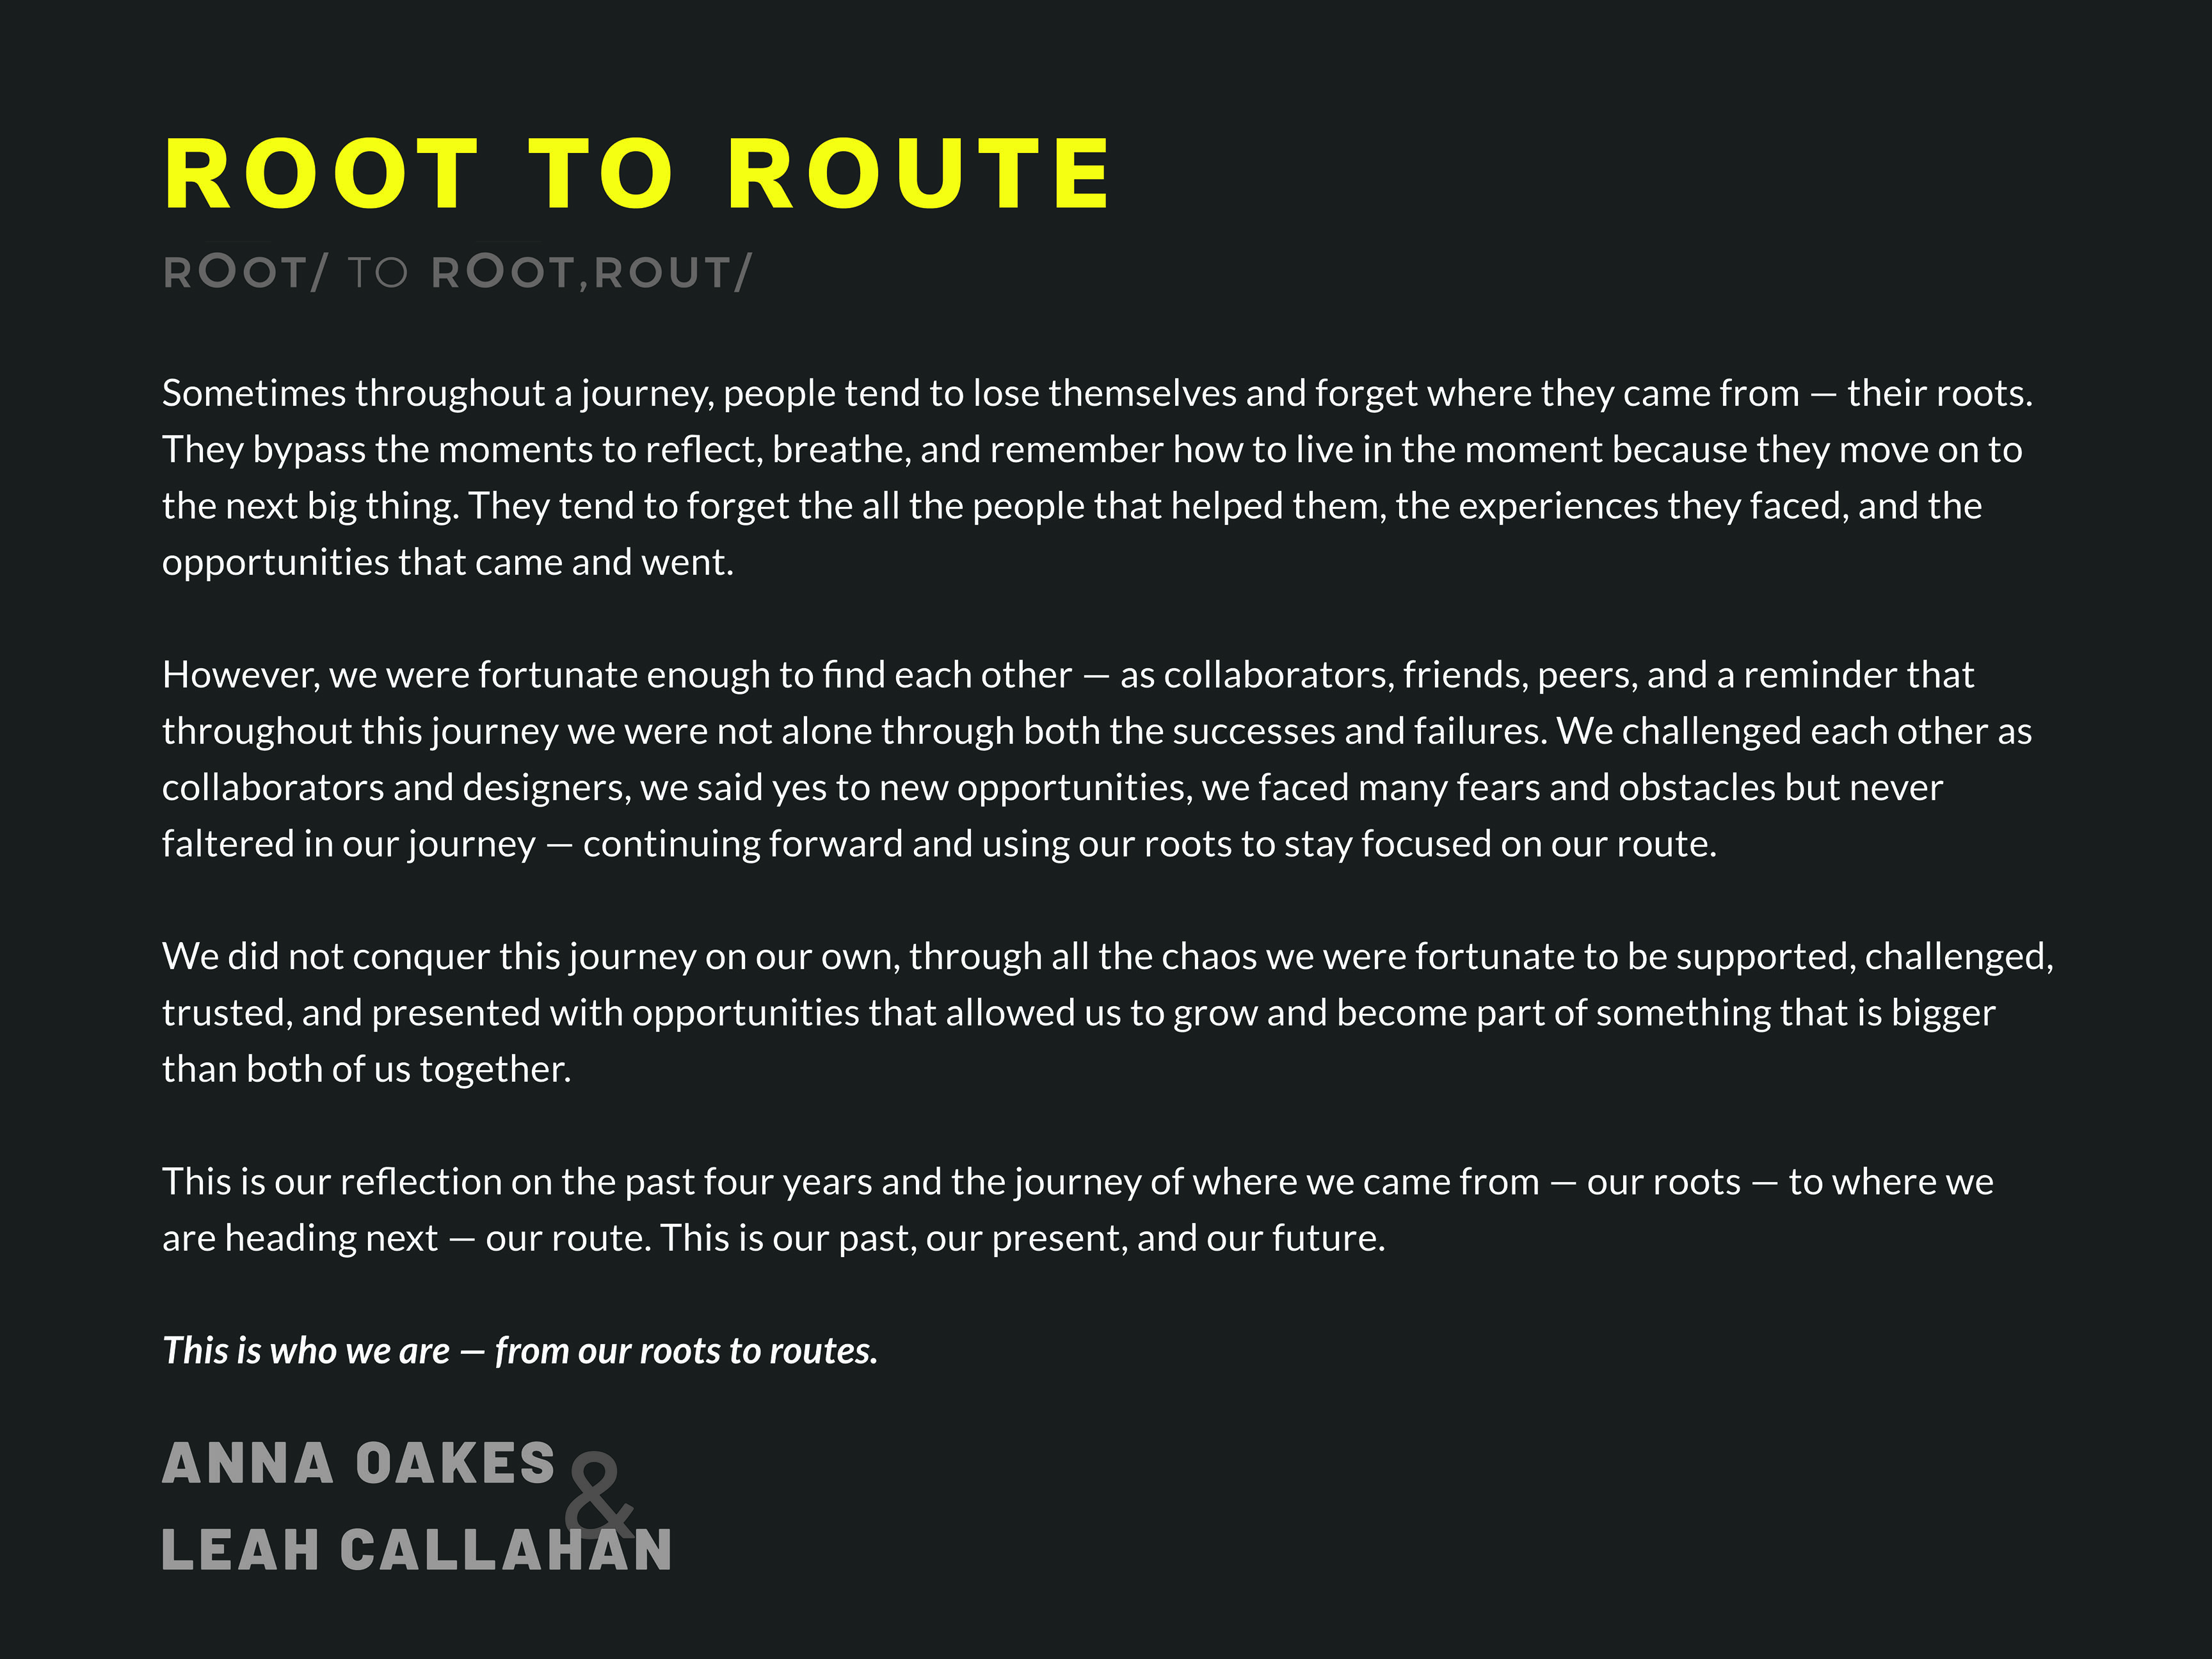 ROOT TO ROUTE
ROOT/ TO ROOT,ROUT/
Sometimes throughout a journey, people tend to lose themselves and forget where they came from — their roots.
They bypass the moments to reflect, breathe, and remember how to live in the moment because they move on to
the next big thing. They tend to forget the all the people that helped them, the experiences they faced, and the
opportunities that came and went.
However, we were fortunate enough to find each other — as collaborators, friends, peers, and a reminder that
throughout this journey we were not alone through both the successes and failures. We challenged each other as
collaborators and designers, we said yes to new opportunities, we faced many fears and obstacles but never
faltered in our journey — continuing forward and using our roots to stay focused on our route.
We did not conquer this journey on our own, through all the chaos we were fortunate to be supported, challenged,
trusted, and presented with opportunities that allowed us to grow and become part of something that is bigger
than both of us together.
This is our reflection on the past four years and the journey of where we came from — our roots — to where we
are heading next — our route. This is our past, our present, and our future.
This is who we are — from our roots to routes.
ANNA OAKES &
LEAH CALLAHAN